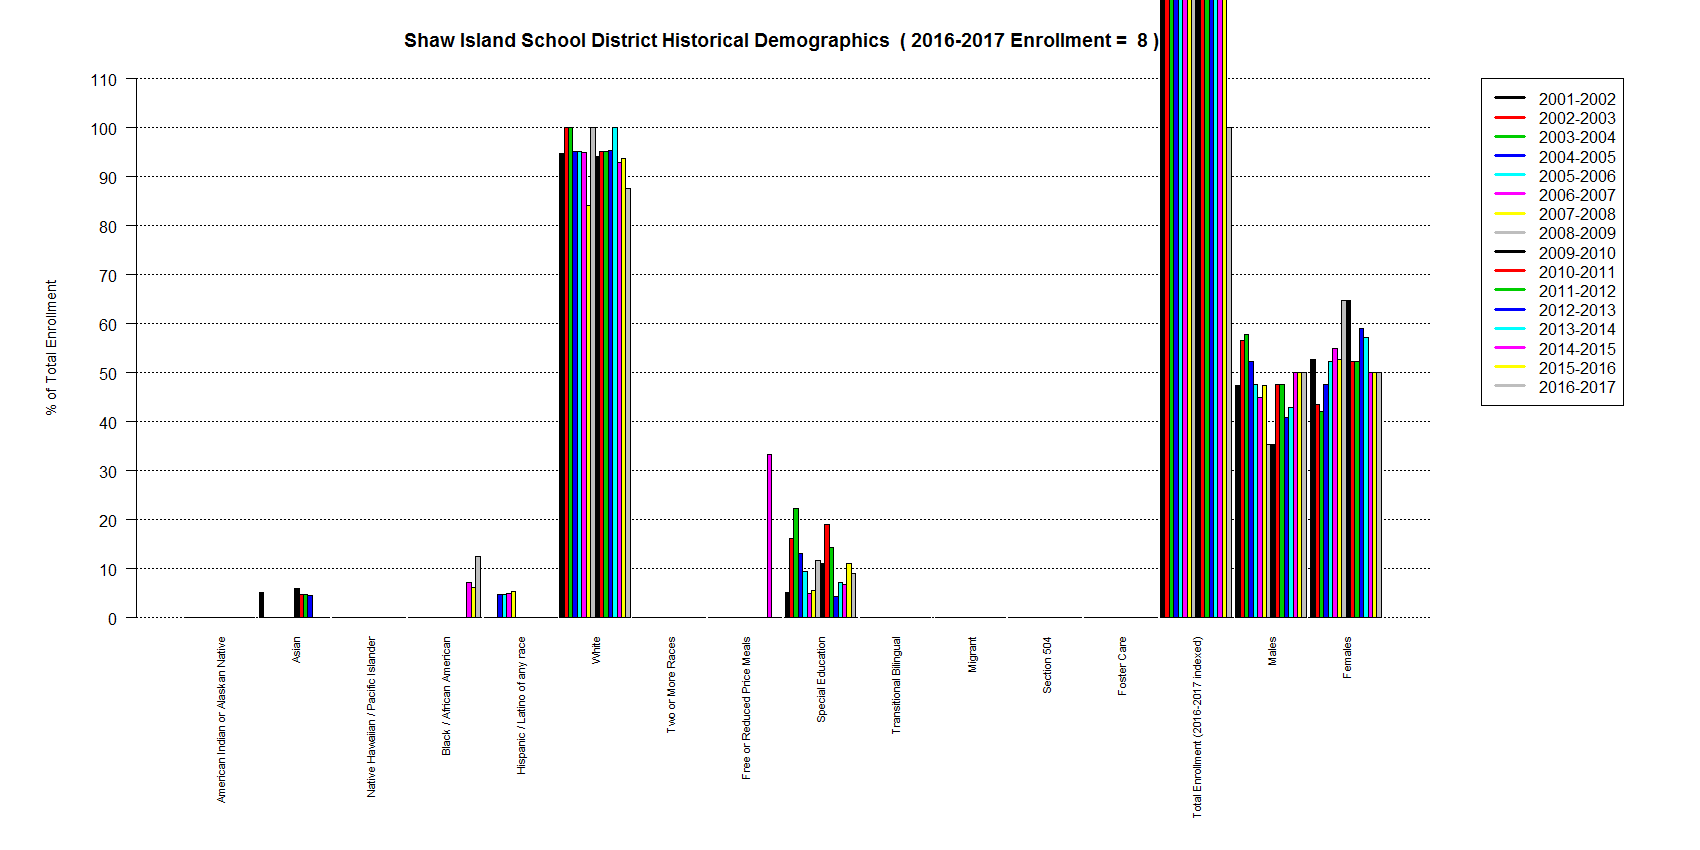 Shaw Island School District Historical Demographics ( 2016-2017 Enrollment = 8 )
% of Total Enrollment
110
100
90
80
70
60
50
40
30
20
10
0
American Indian or Alaskan Native
Asian
Native Hawaiian / Pacific Islander
Black / African American
Hispanic / Latino of any race
White
Two or More Races
Free or Reduced Price Meals
Special Education
Transitional Bilingual
Migrant
Section 504
Foster Care
Total Enrollment (2016-2017 indexed)
Males
Females
2001-2002
2002-2003
2003-2004
2004-2005
2005-2006
2006-2007
2007-2008
2008-2009
2009-2010
2010-2011
2011-2012
2012-2013
2013-2014
2014-2015
2015-2016
2016-2017